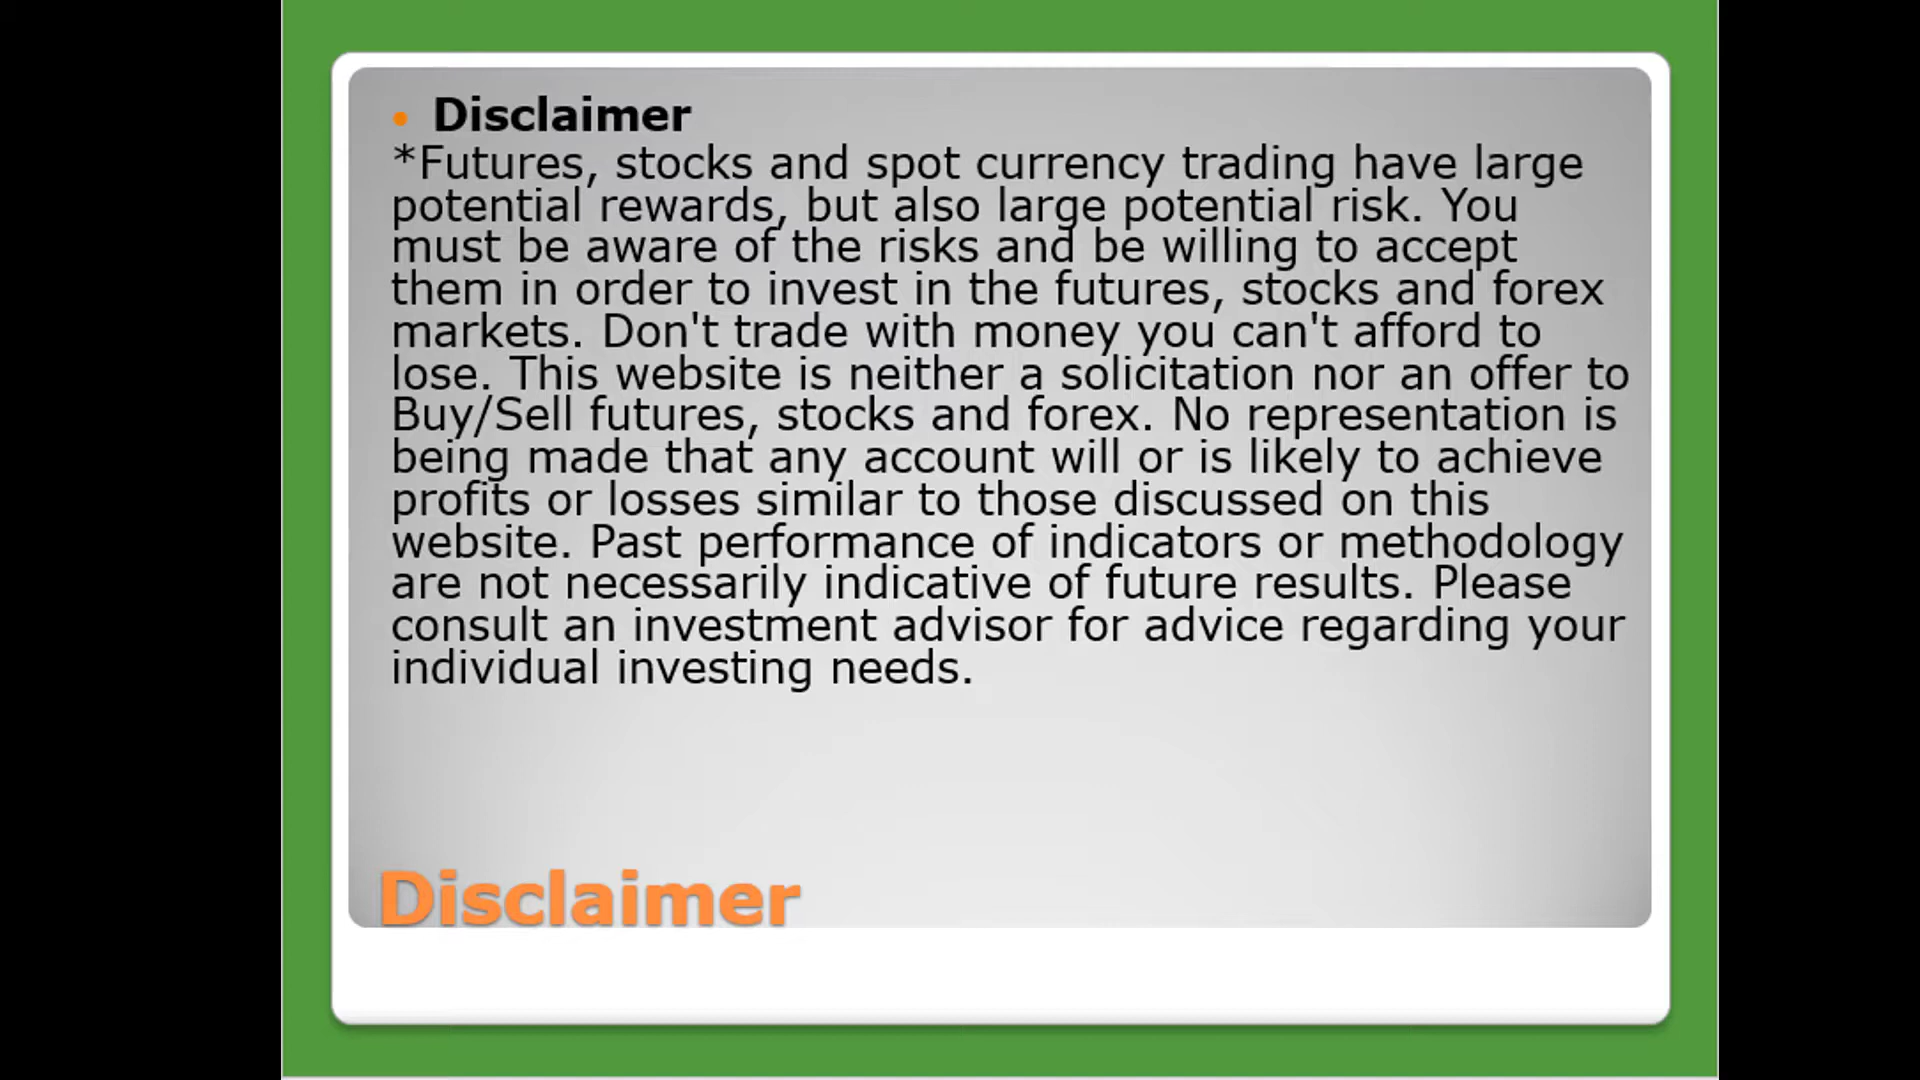 • Disclaimer
*Futures, stocks and spot currency trading have large
potential rewards, but also large potential risk. You
must be aware of the risks and be willing to accept
them in order to invest in the futures, stocks and forex
markets. Don't trade with money you can't afford to
lose. This website is neither a solicitation nor an offer to
Buy/Sell futures, stocks and forex. No representation is
being made that any account will or is likely to achieve
profits or losses similar to those discussed on this
website. Past performance of indicators or methodology
are not necessarily indicative of future results. Please
consult an investment advisor for advice regarding your
individual investing needs.
Disclaimer